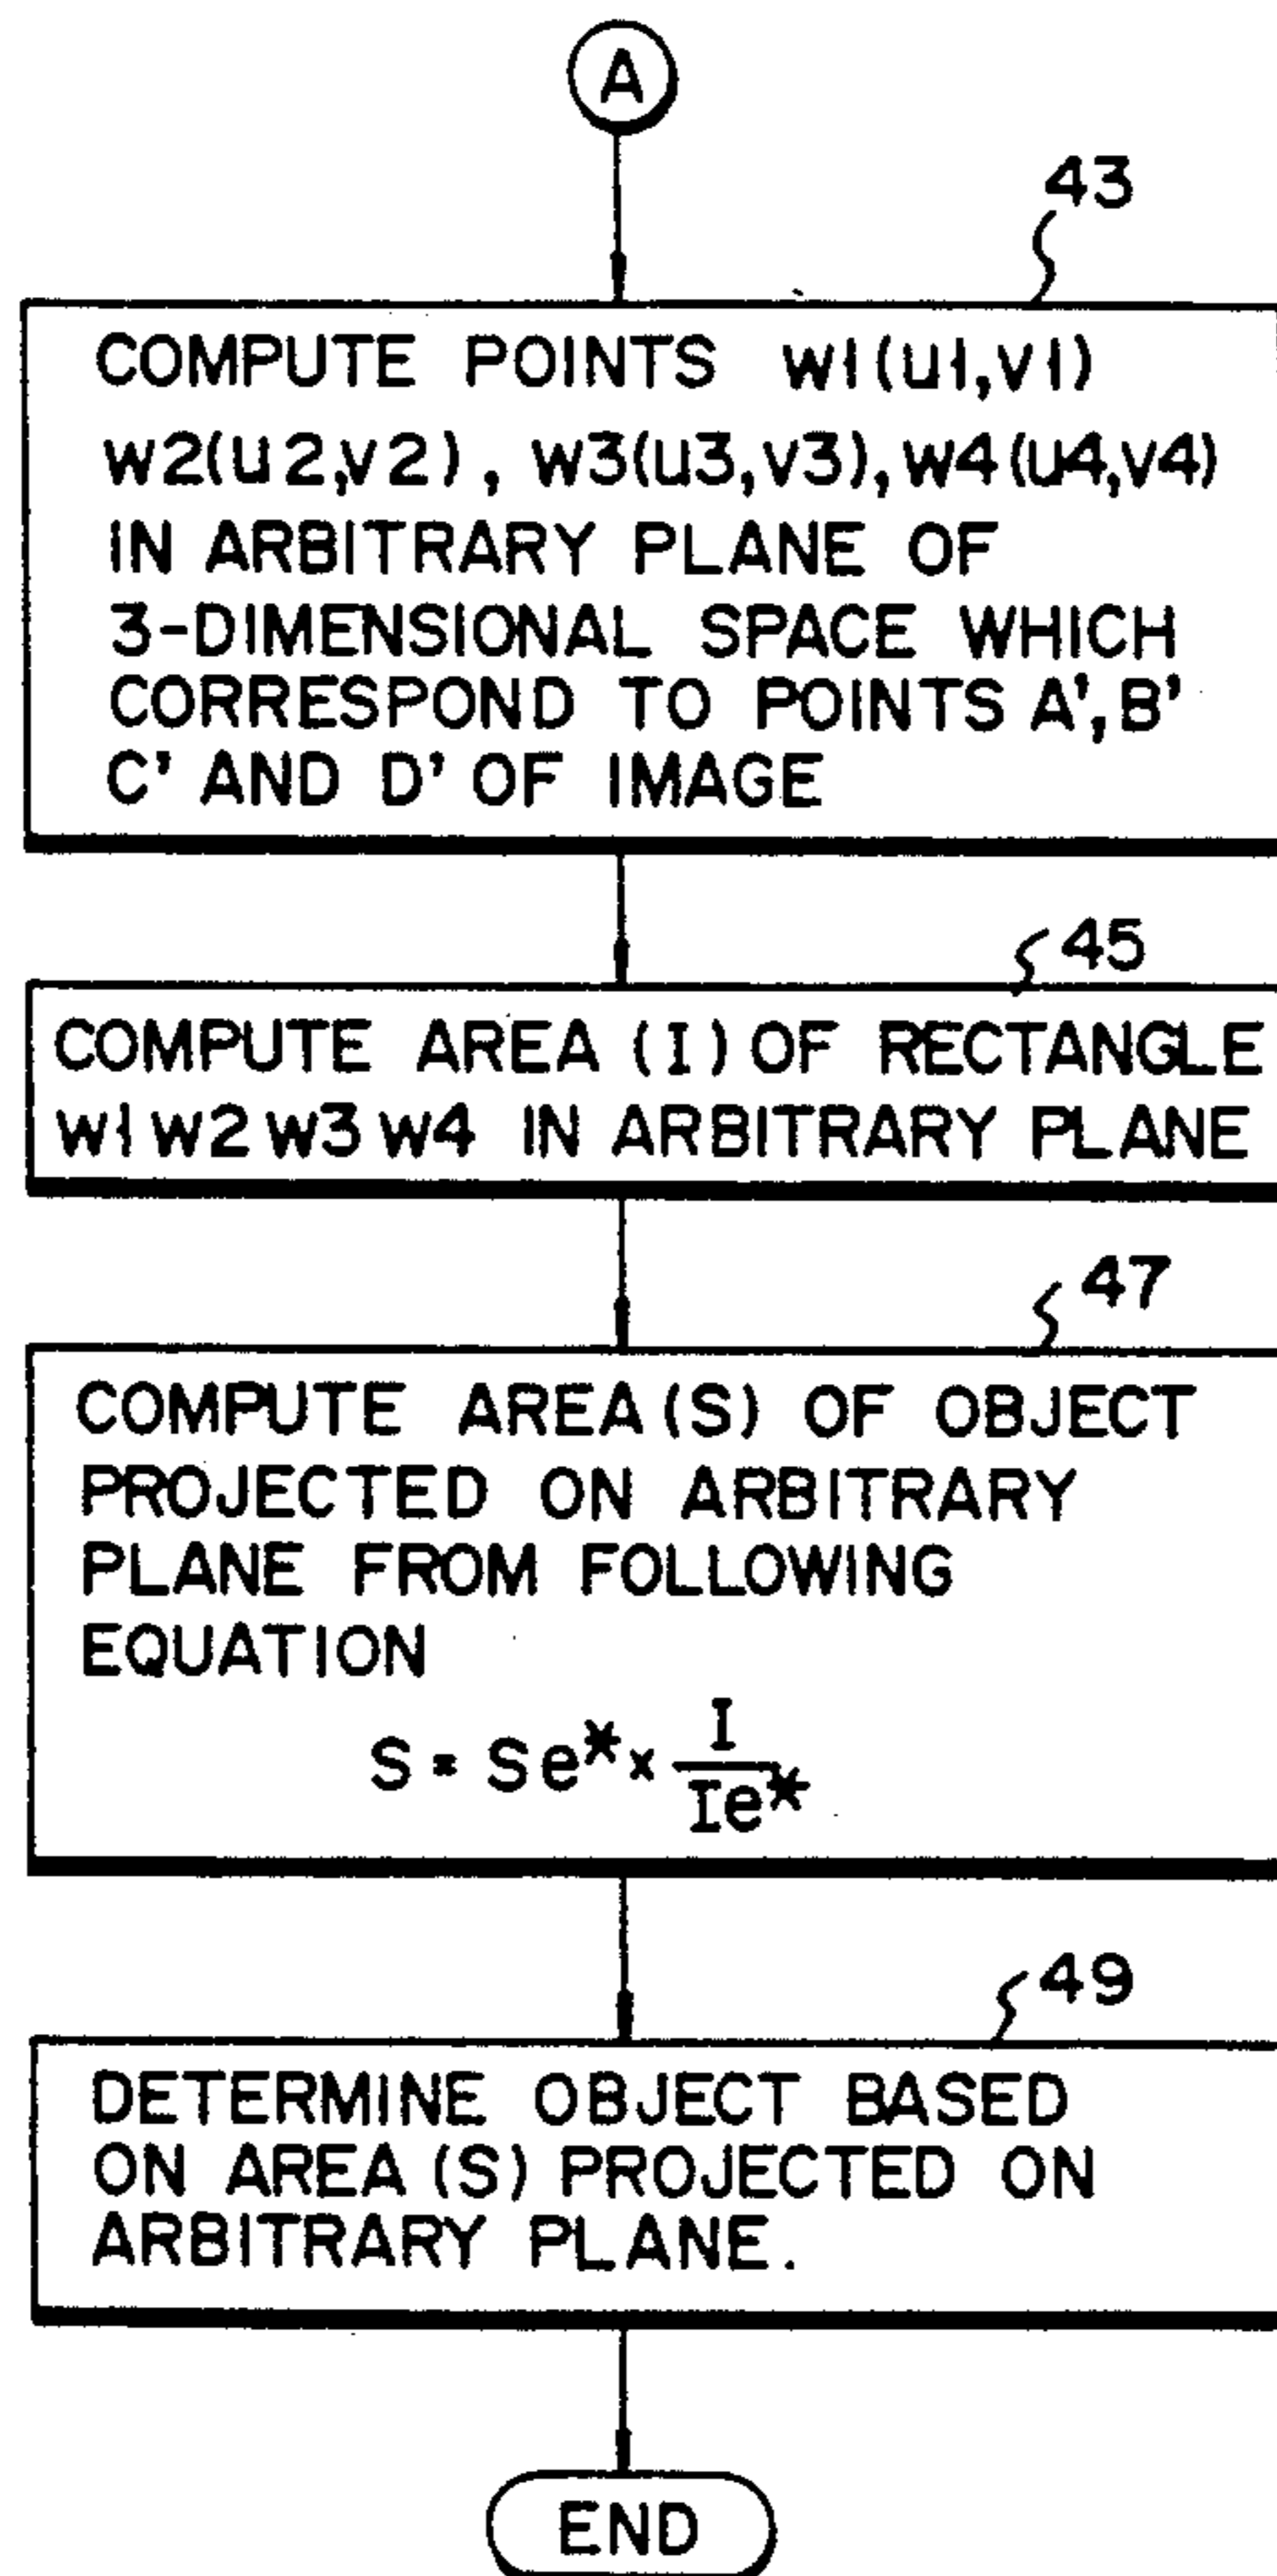 A
43
COMPUTE POINTS w1(u1,v1)
w2(u2,v2), w3(u3,v3), w4(u4,v4)
IN ARBITRARY PLANE OF
3-DIMENSIONAL SPACE WHICH
CORRESPOND TO POINTS A',B'
C' AND D' OF IMAGE
45
COMPUTE AREA (I) OF RECTANGLE
w1 w2 w3 w4 IN ARBITRARY PLANE
47
COMPUTE AREA(S) OF OBJECT
PROJECTED ON ARBITRARY
PLANE FROM FOLLOWING
EQUATION
S = Se* × I / Ie*
49
DETERMINE OBJECT BASED
ON AREA (S) PROJECTED ON
ARBITRARY PLANE.
END